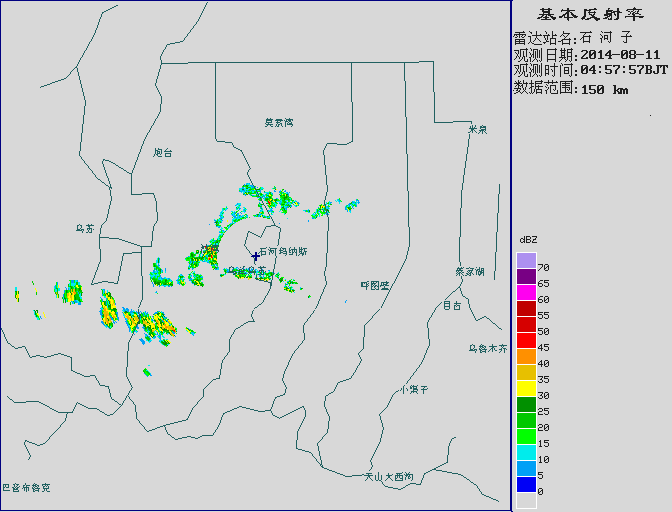 基本反射率
雷达站名:石 河 子
观测日期:2014-08-11
观测时间:04:57:57BJT
数据范围:150 km
莫索湾
米泉
炮台
乌苏
石河玛纳斯
呼图壁
蔡家湖
昌台
乌鲁木齐
小渠子
天山大西沟
巴音布鲁克
dBZ
70
65
60
55
50
45
40
35
30
25
20
15
10
5
0